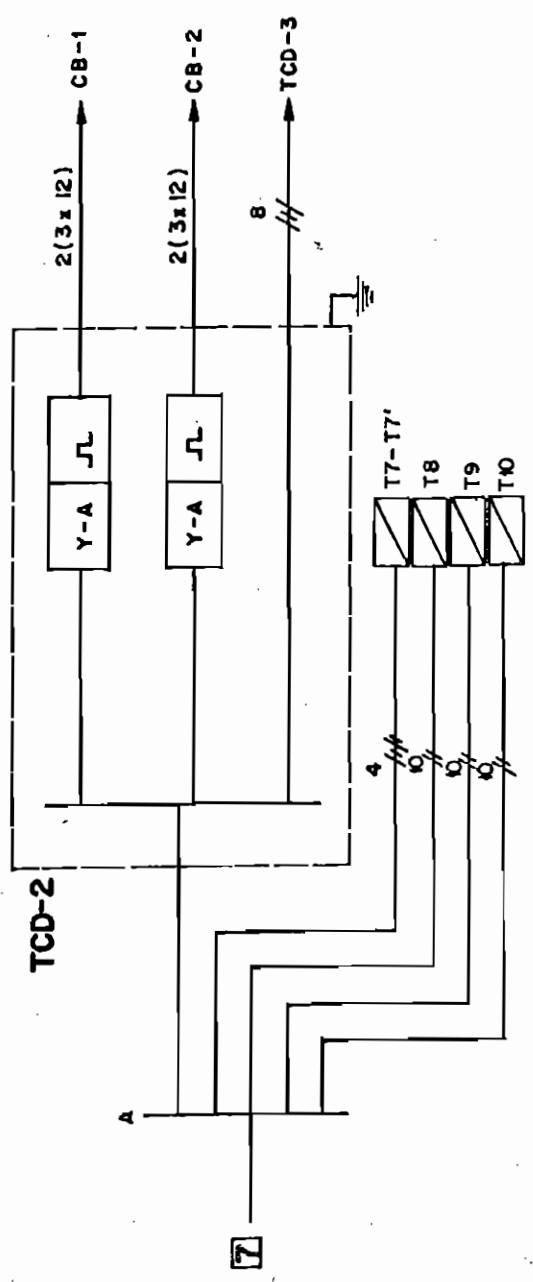 TCD-2
2(3x12)
CB-1
Y-A
2(3x12)
CB-2
Y-A
8
TCD-3
A
7
4
T7-T7'
10
T8
10
T9
10
T10